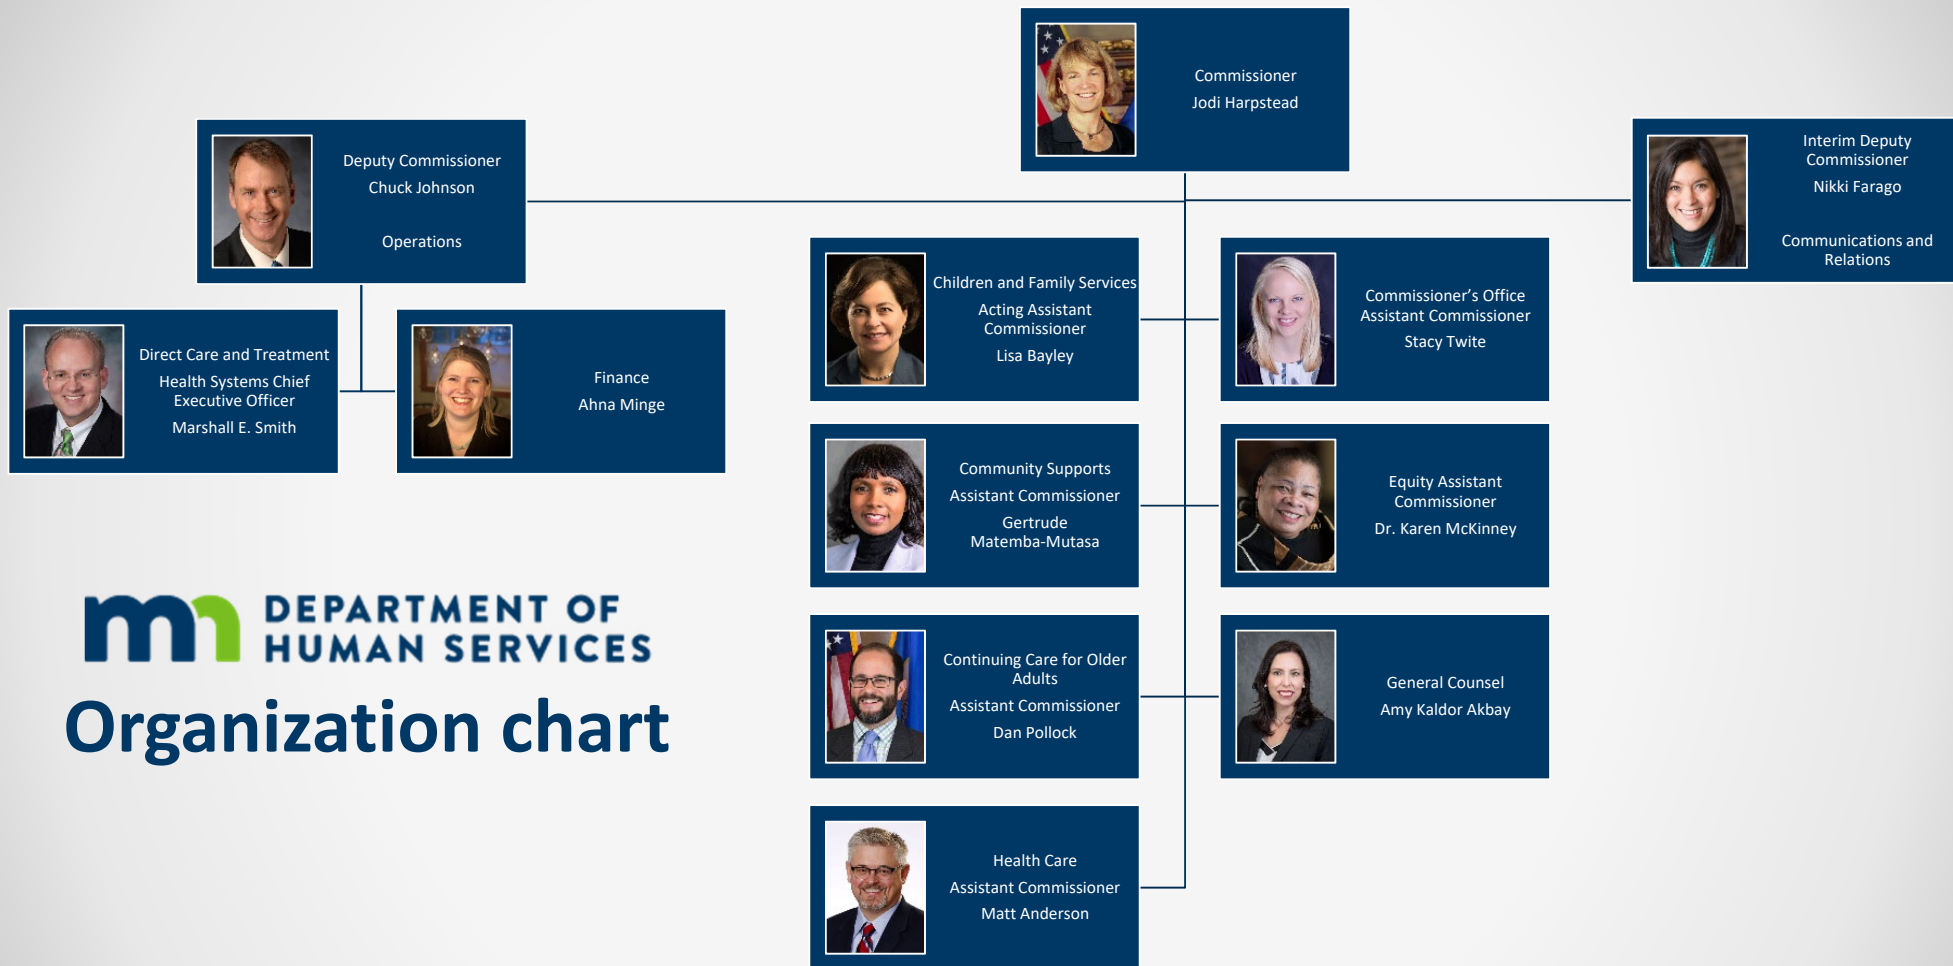 Commissioner
Jodi Harpstead
Deputy Commissioner
Chuck Johnson
Operations
Interim Deputy
Commissioner
Nikki Farago
Communications and
Relations
Direct Care and Treatment
Health Systems Chief
Executive Officer
Marshall E. Smith
Finance
Ahna Minge
Children and Family Services
Acting Assistant
Commissioner
Lisa Bayley
Commissioner’s Office
Assistant Commissioner
Stacy Twite
Community Supports
Assistant Commissioner
Gertrude
Matemba-Mutasa
Equity Assistant
Commissioner
Dr. Karen McKinney
Continuing Care for Older
Adults
Assistant Commissioner
Dan Pollock
General Counsel
Amy Kaldor Akbay
Health Care
Assistant Commissioner
Matt Anderson
mn DEPARTMENT OF
HUMAN SERVICES
Organization chart